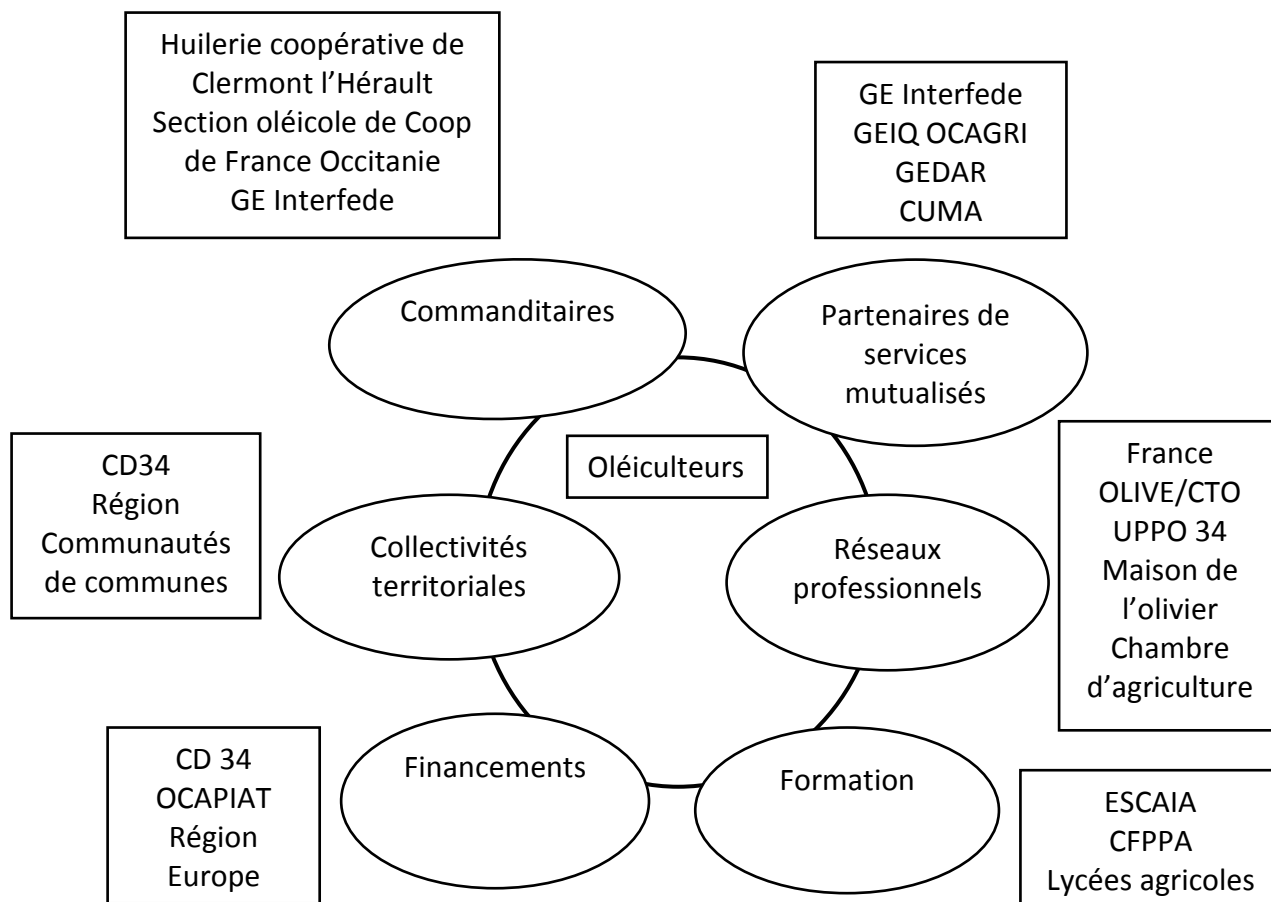 Huilerie coopérative de
Clermont l’Hérault
Section oléicole de Coop
de France Occitanie
GE Interfede
GE Interfede
GEIQ OCAGRI
GEDAR
CUMA
Commanditaires
Partenaires de
services
mutualisés
CD34
Région
Communautés
de communes
Oléiculteurs
France
OLIVE/CTO
UPPO 34
Maison de
l’olivier
Chambre
d’agriculture
Collectivités
territoriales
Réseaux
professionnels
CD 34
OCAPIAT
Région
Europe
Financements
Formation
ESCAIA
CFPPA
Lycées agricoles